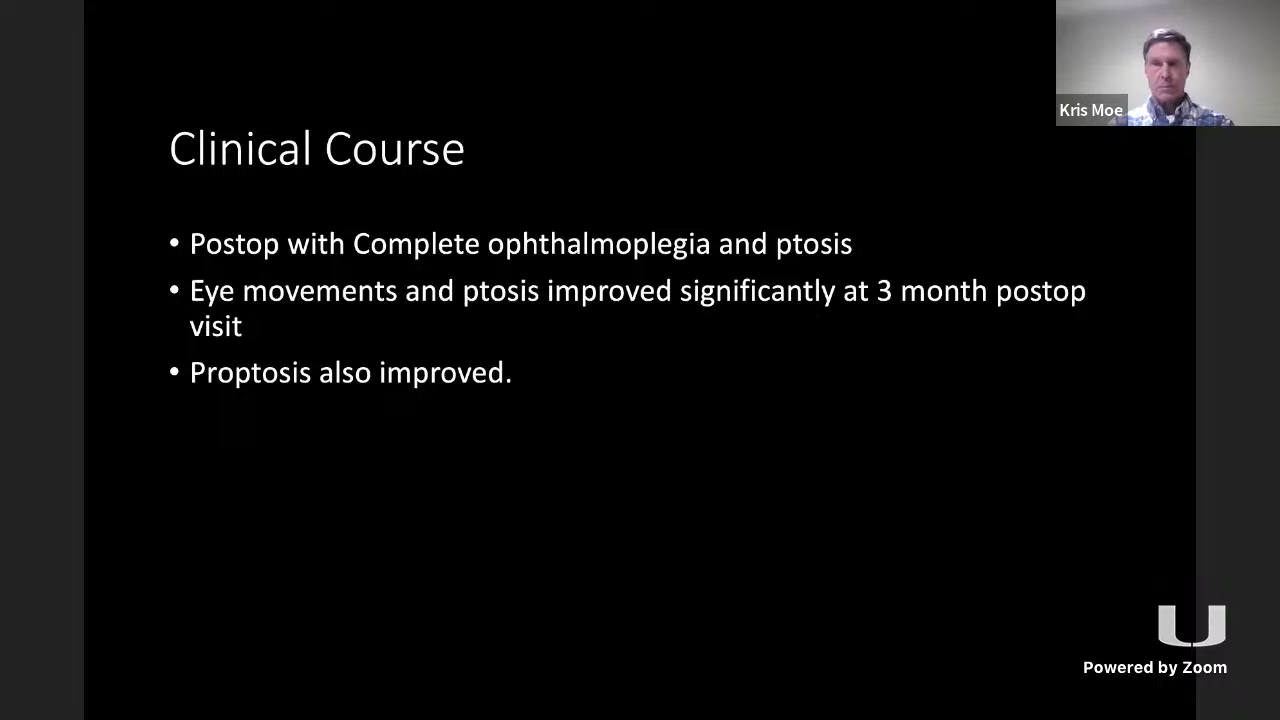 Kris Moe
Clinical Course
• Postop with Complete ophthalmoplegia and ptosis
• Eye movements and ptosis improved significantly at 3 month postop
visit
• Proptosis also improved.
U
Powered by Zoom